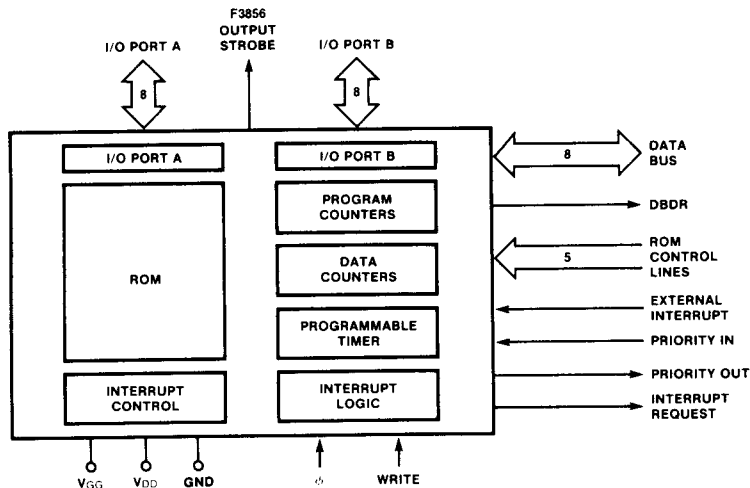 F3856
OUTPUT
STROBE
I/O PORT A
I/O PORT B
8
8
I/O PORT A
I/O PORT B
8
DATA
BUS
ROM
PROGRAM
COUNTERS
DBDR
DATA
COUNTERS
5
ROM
CONTROL
LINES
PROGRAMMABLE
TIMER
EXTERNAL
INTERRUPT
PRIORITY IN
INTERRUPT
CONTROL
INTERRUPT
LOGIC
PRIORITY OUT
INTERRUPT
REQUEST
VGG
VDD
GND
ϕ
WRITE